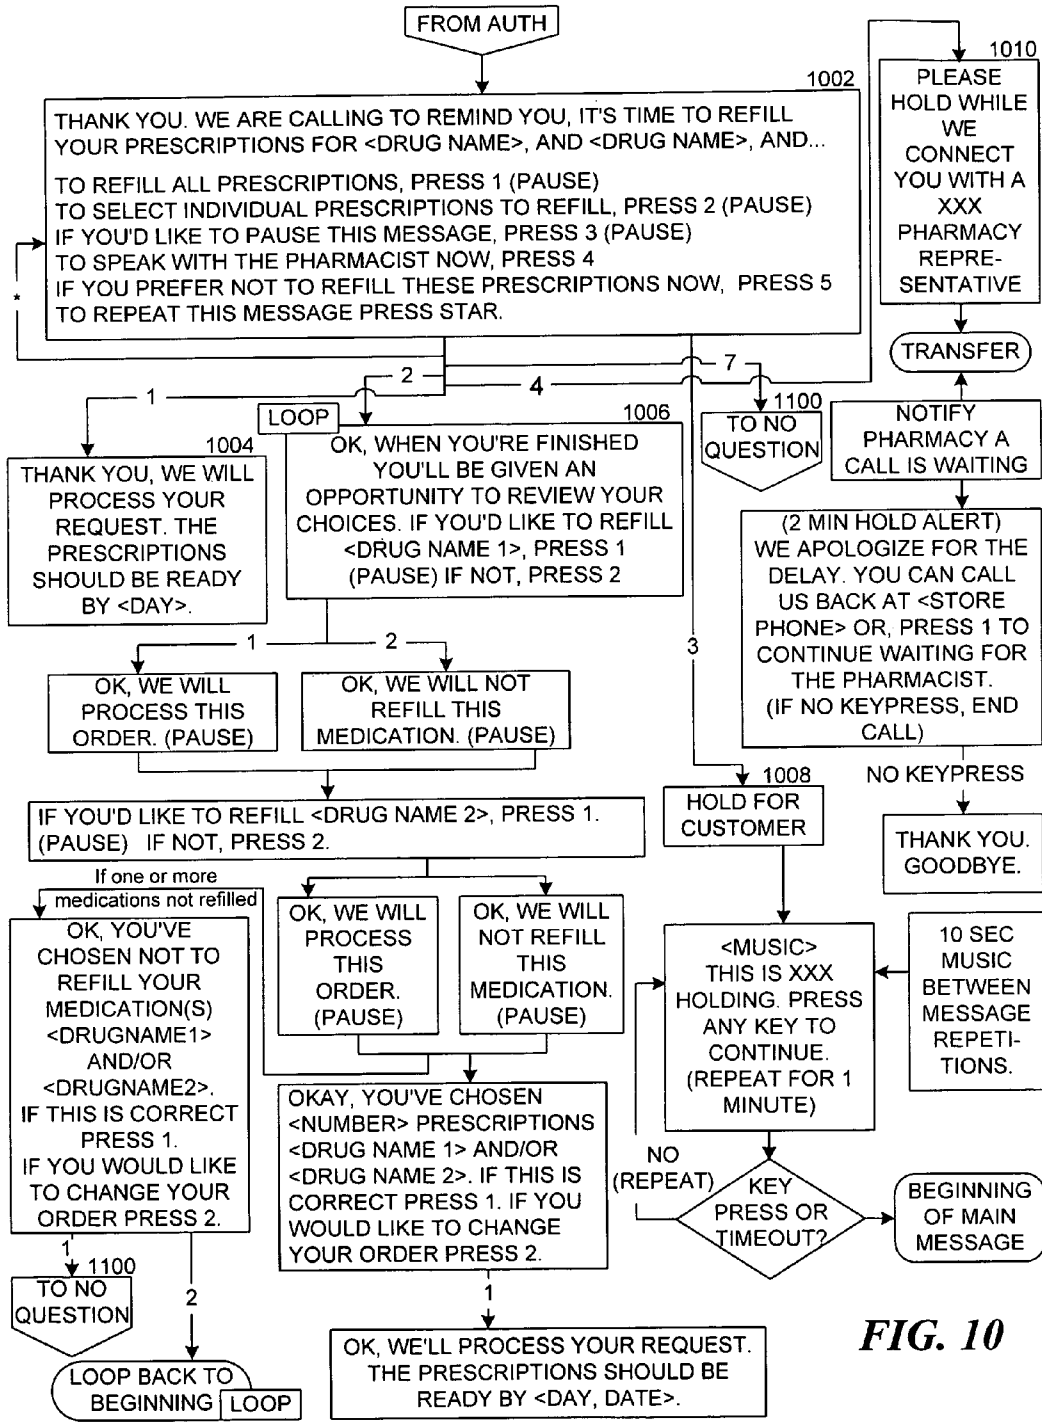 FROM AUTH
1002
THANK YOU. WE ARE CALLING TO REMIND YOU, IT'S TIME TO REFILL
YOUR PRESCRIPTIONS FOR <DRUG NAME>, AND <DRUG NAME>, AND...
TO REFILL ALL PRESCRIPTIONS, PRESS 1 (PAUSE)
TO SELECT INDIVIDUAL PRESCRIPTIONS TO REFILL, PRESS 2 (PAUSE)
IF YOU'D LIKE TO PAUSE THIS MESSAGE, PRESS 3 (PAUSE)
TO SPEAK WITH THE PHARMACIST NOW, PRESS 4
IF YOU PREFER NOT TO REFILL THESE PRESCRIPTIONS NOW, PRESS 5
TO REPEAT THIS MESSAGE PRESS STAR.
*
1010
PLEASE
HOLD WHILE
WE
CONNECT
YOU WITH A
XXX
PHARMACY
REPRE-
SENTATIVE
TRANSFER
NOTIFY
PHARMACY A
CALL IS WAITING
(2 MIN HOLD ALERT)
WE APOLOGIZE FOR THE
DELAY. YOU CAN CALL
US BACK AT <STORE
PHONE> OR, PRESS 1 TO
CONTINUE WAITING FOR
THE PHARMACIST.
(IF NO KEYPRESS, END
CALL)
NO KEYPRESS
THANK YOU.
GOODBYE.
1
2
4
7
3
1100
TO NO
QUESTION
1004
THANK YOU, WE WILL
PROCESS YOUR
REQUEST. THE
PRESCRIPTIONS
SHOULD BE READY
BY <DAY>.
LOOP
1006
OK, WHEN YOU'RE FINISHED
YOU'LL BE GIVEN AN
OPPORTUNITY TO REVIEW YOUR
CHOICES. IF YOU'D LIKE TO REFILL
<DRUG NAME 1>, PRESS 1
(PAUSE) IF NOT, PRESS 2
1
2
OK, WE WILL
PROCESS THIS
ORDER. (PAUSE)
OK, WE WILL NOT
REFILL THIS
MEDICATION. (PAUSE)
IF YOU'D LIKE TO REFILL <DRUG NAME 2>, PRESS 1.
(PAUSE) IF NOT, PRESS 2.
If one or more
medications not refilled
OK, WE WILL
PROCESS
THIS
ORDER.
(PAUSE)
OK, WE WILL
NOT REFILL
THIS
MEDICATION.
(PAUSE)
OK, YOU'VE
CHOSEN NOT TO
REFILL YOUR
MEDICATION(S)
<DRUGNAME1>
AND/OR
<DRUGNAME2>.
IF THIS IS CORRECT
PRESS 1.
IF YOU WOULD LIKE
TO CHANGE YOUR
ORDER PRESS 2.
1
1100
TO NO
QUESTION
2
LOOP BACK TO
BEGINNING
LOOP
OKAY, YOU'VE CHOSEN
<NUMBER> PRESCRIPTIONS
<DRUG NAME 1> AND/OR
<DRUG NAME 2>. IF THIS IS
CORRECT PRESS 1. IF YOU
WOULD LIKE TO CHANGE
YOUR ORDER PRESS 2.
1
OK, WE'LL PROCESS YOUR REQUEST.
THE PRESCRIPTIONS SHOULD BE
READY BY <DAY, DATE>.
1008
HOLD FOR
CUSTOMER
<MUSIC>
THIS IS XXX
HOLDING. PRESS
ANY KEY TO
CONTINUE.
(REPEAT FOR 1
MINUTE)
10 SEC
MUSIC
BETWEEN
MESSAGE
REPETI-
TIONS.
NO
(REPEAT)
KEY
PRESS OR
TIMEOUT?
BEGINNING
OF MAIN
MESSAGE
FIG. 10